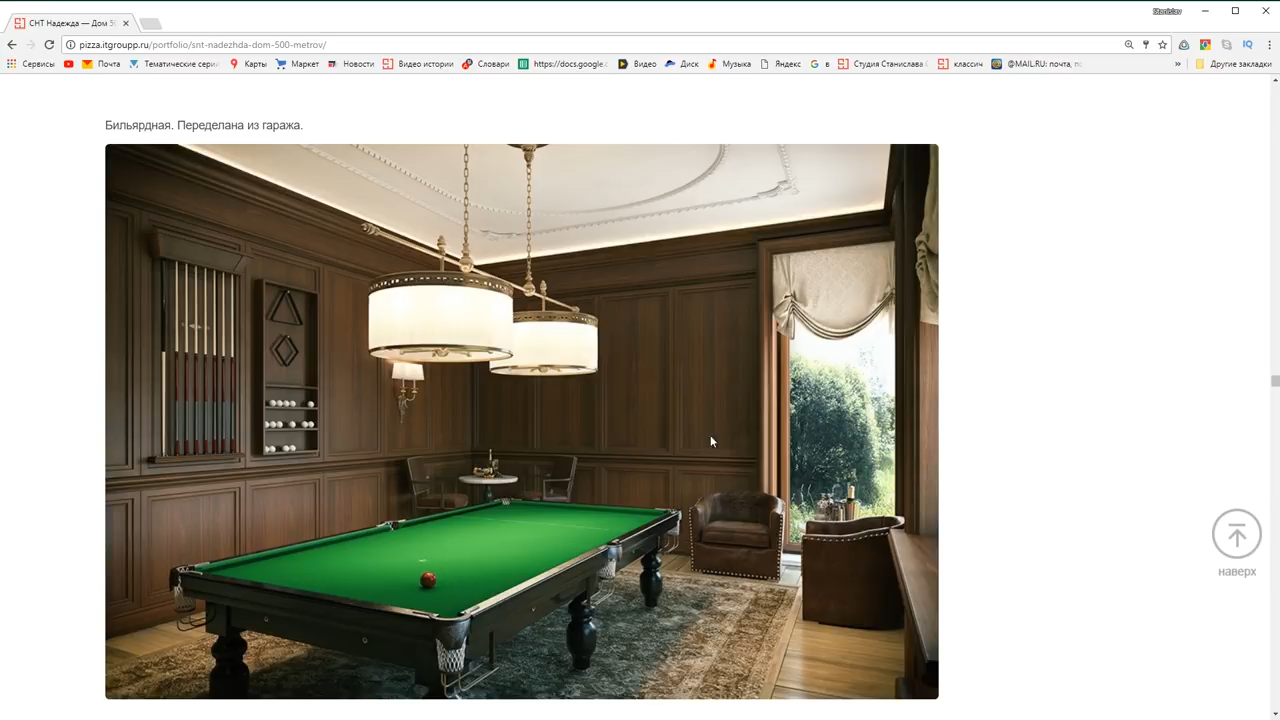 Stanislav
СНТ Надежда — Дом 5
pizza.itgroupp.ru/portfolio/snt-nadezhda-dom-500-metrov/
Сервисы
Почта
Тематические сери
Карты
Маркет
Новости
Видео истории
Словари
https://docs.google.c
Видео
Диск
Музыка
Яндекс
в
Студия Станислава
классич
@MAIL.RU: почта, по
»
Другие закладки
Бильярдная. Переделана из гаража.
наверх